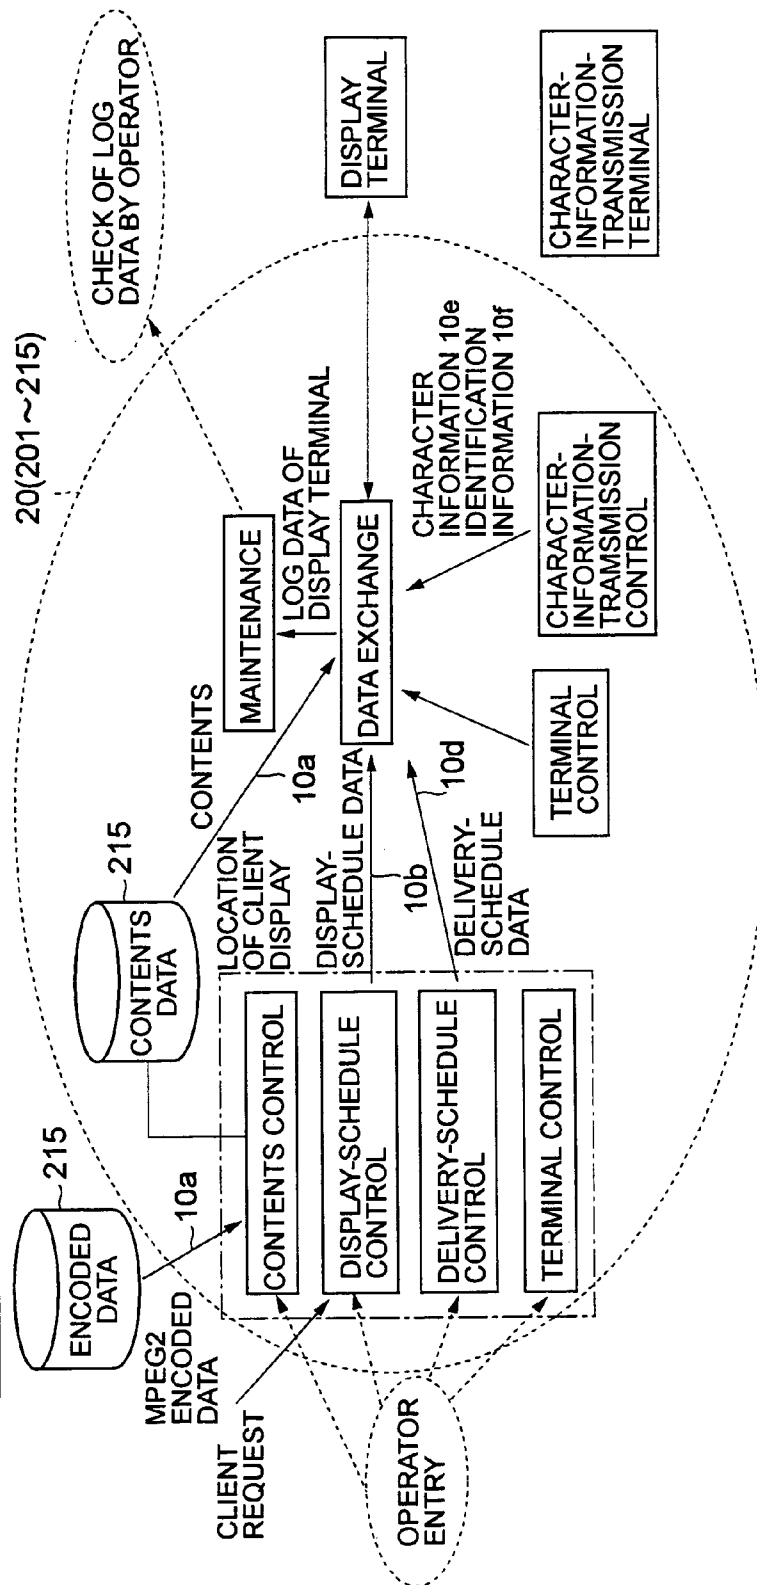 ENCODED
DATA
215
10a
MPEG2
ENCODED
DATA
CLIENT
REQUEST
OPERATOR
ENTRY
CONTENTS
DATA
215
CONTENTS CONTROL
DISPLAY-SCHEDULE
CONTROL
DELIVERY-SCHEDULE
CONTROL
TERMINAL CONTROL
CONTENTS
10a
LOCATION
OF CLIENT
DISPLAY
DISPLAY-
SCHEDULE DATA
10b
10d
DELIVERY-
SCHEDULE
DATA
20(201~215)
MAINTENANCE
LOG DATA OF
DISPLAY TERMINAL
DATA EXCHANGE
CHARACTER
INFORMATION 10e
IDENTIFICATION
INFORMATION 10f
TERMINAL
CONTROL
CHARACTER-
INFORMATION-
TRAMSMISSION
CONTROL
CHECK OF LOG
DATA BY OPERATOR
DISPLAY
TERMINAL
CHARACTER-
INFORMATION-
TRANSMISSION
TERMINAL